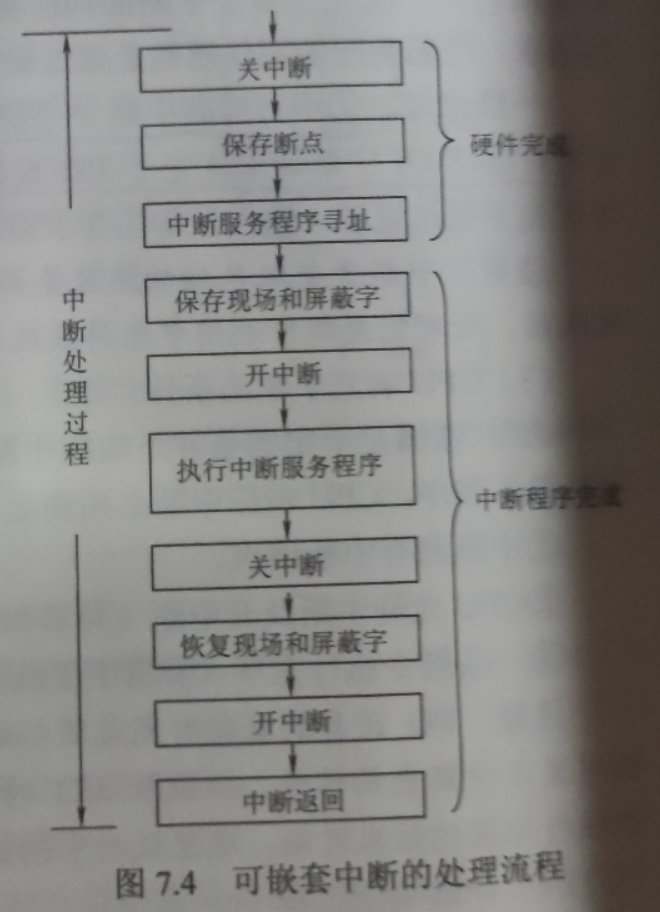 关中断
保存断点
中断服务程序寻址
硬件完成
保存现场和屏蔽字
开中断
执行中断服务程序
关中断
恢复现场和屏蔽字
开中断
中断返回
中断程序完成
中断处理过程
图 7.4 可嵌套中断的处理流程